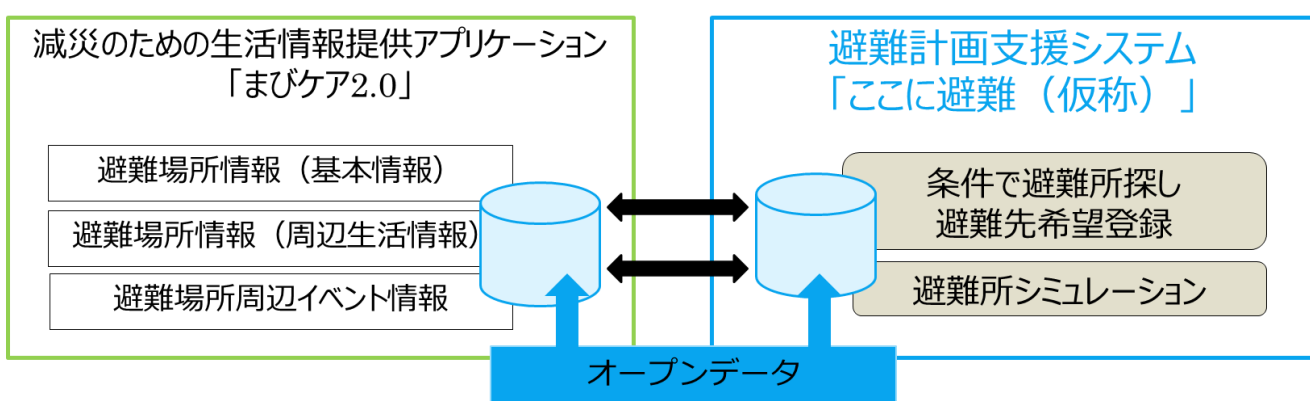 減災のための生活情報提供アプリケーション
「まびケア2.0」
避難場所情報（基本情報）
避難場所情報（周辺生活情報）
避難場所周辺イベント情報
避難計画支援システム
「ここに避難（仮称）」
条件で避難所探し
避難先希望登録
避難所シミュレーション
オープンデータ